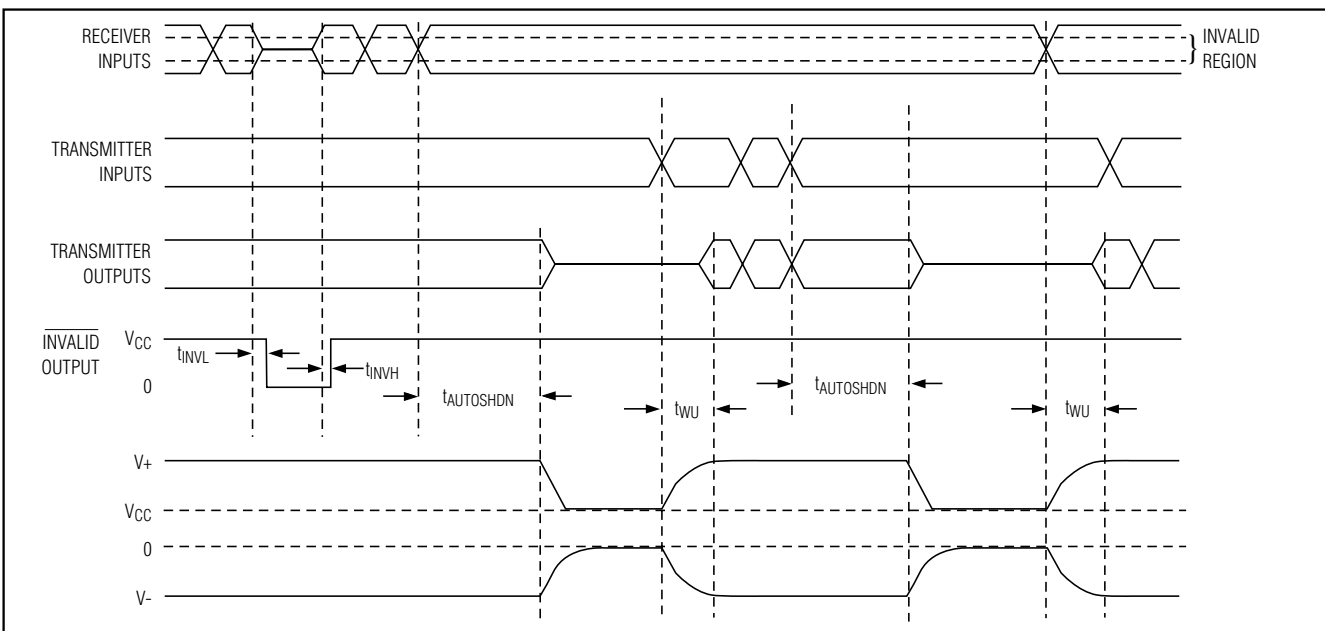 RECEIVER
INPUTS
} INVALID
REGION
TRANSMITTER
INPUTS
TRANSMITTER
OUTPUTS
INVALID
OUTPUT
VCC
0
tINVL
tINVH
tAUTOSHDN
tWU
tAUTOSHDN
tWU
V+
VCC
0
V-